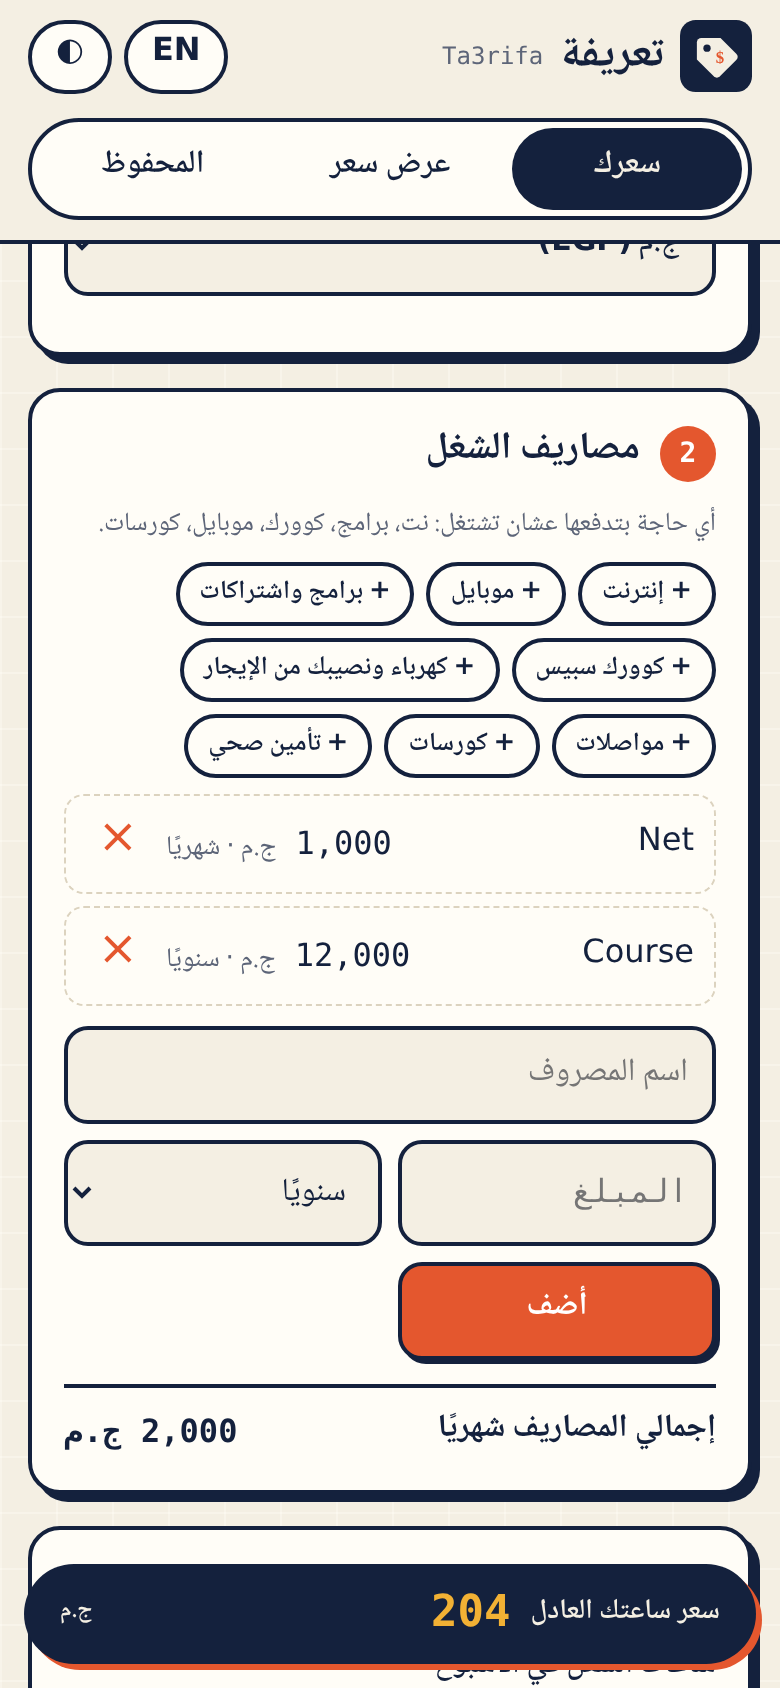 تعريفة Ta3rifa EN
سعرك عرض سعر المحفوظ
2 مصاريف الشغل
أي حاجة بتدفعها عشان تشتغل: نت، برامج، كوورك، موبايل، كورسات.
+ إنترنت + موبايل + برامج واشتراكات
+ كوورك سبيس + كهرباء ونصيبك من الإيجار
+ مواصلات + كورسات + تأمين صحي
Net 1,000 ج.م · شهريًا
Course 12,000 ج.م · سنويًا
اسم المصروف
المبلغ سنويًا
أضف
إجمالي المصاريف شهريًا 2,000 ج.م
سعر ساعتك العادل 204 ج.م